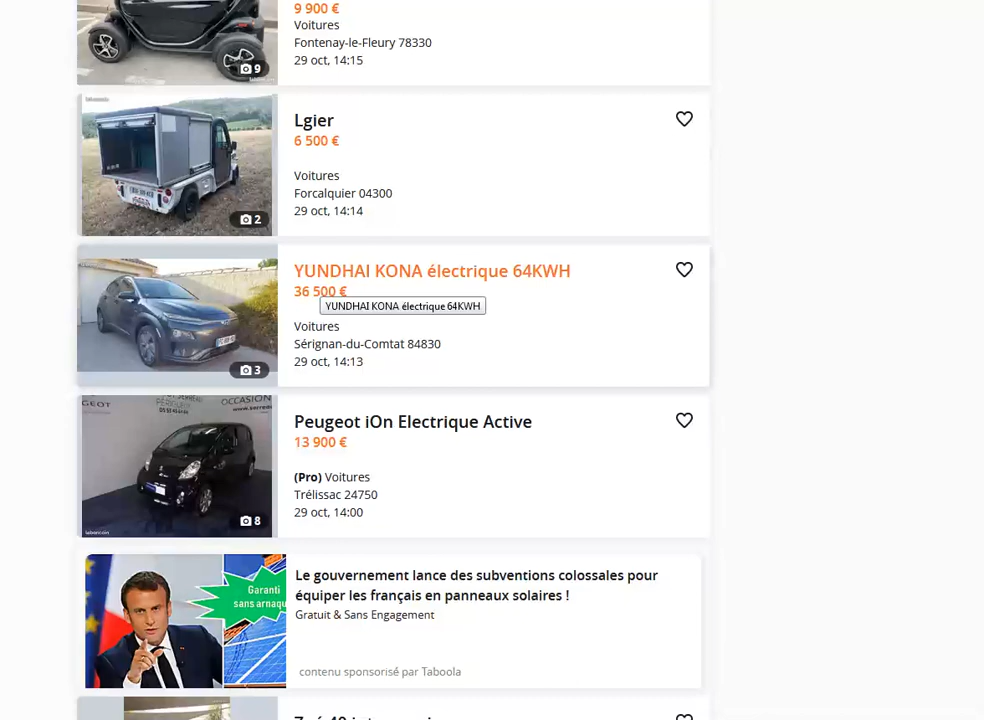 9 900 €
Voitures
Fontenay-le-Fleury 78330
29 oct, 14:15
9
Lgier
6 500 €
Voitures
Forcalquier 04300
29 oct, 14:14
2
YUNDHAI KONA électrique 64KWH
36 500 €
YUNDHAI KONA électrique 64KWH
Voitures
Sérignan-du-Comtat 84830
29 oct, 14:13
3
OCCASION
Peugeot iOn Electrique Active
13 900 €
(Pro) Voitures
Trélissac 24750
29 oct, 14:00
8
leboncoin
Le gouvernement lance des subventions colossales pour
équiper les français en panneaux solaires !
Gratuit & Sans Engagement
Garanti
sans arnaqu
contenu sponsorisé par Taboola